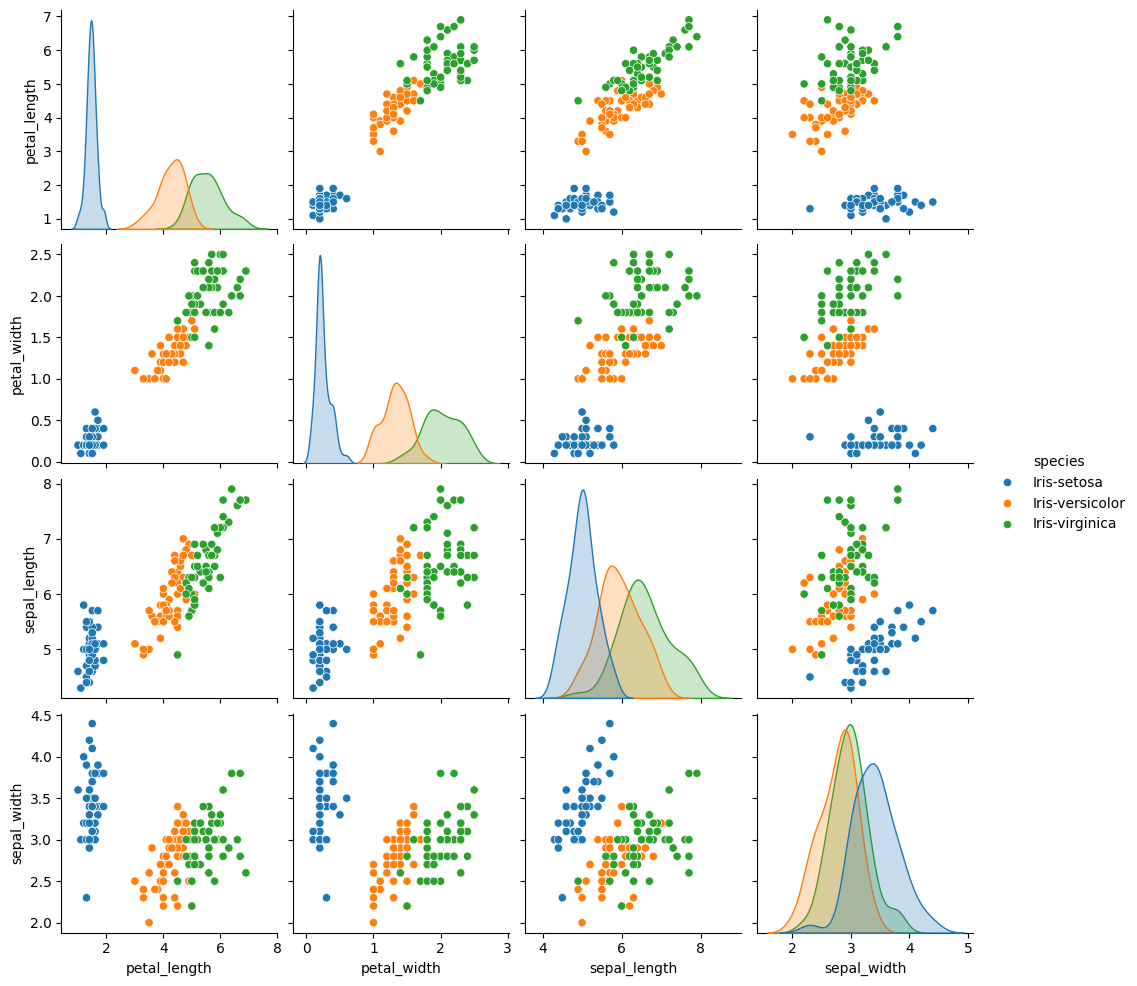 7
6
5
4
3
2
1
petal_length
2.5
2.0
1.5
1.0
0.5
0.0
petal_width
8
7
6
5
sepal_length
4.5
4.0
3.5
3.0
2.5
2.0
sepal_width
2 4 6 8
petal_length
0 1 2 3
petal_width
4 6 8
sepal_length
2 3 4 5
sepal_width
species
Iris-setosa
Iris-versicolor
Iris-virginica